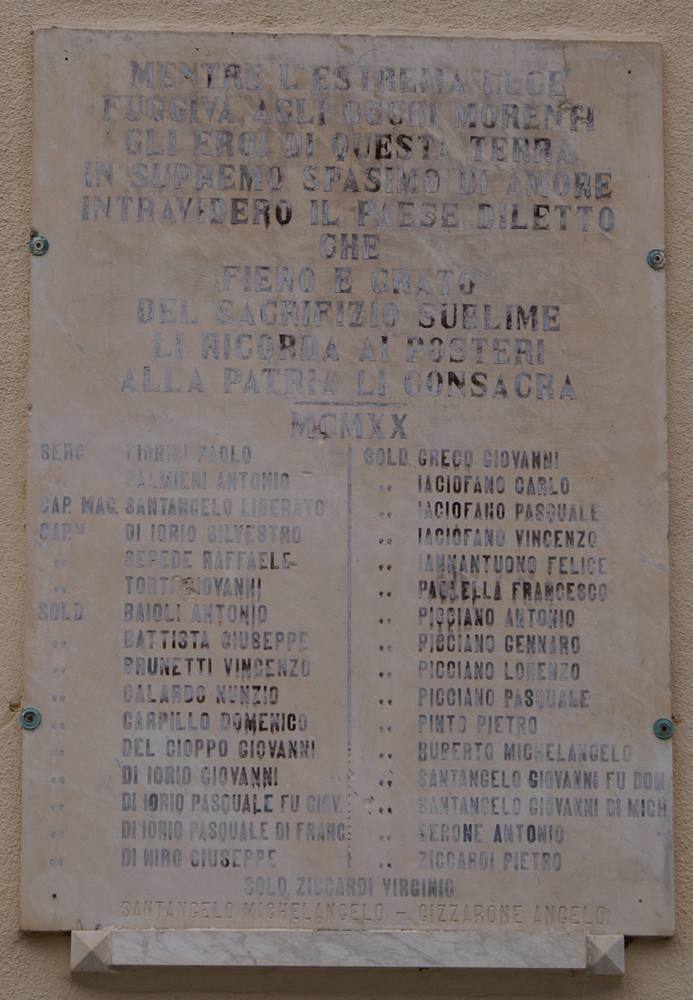 MENTRE L'ESTREMA LUCE
FUGGIVA AGLI OCCHI MORENTI
GLI EROI DI QUESTA TERRA
IN SUPREMO SPASIMO DI AMORE
INTRAVIDERO IL PAESE DILETTO
CHE
FIERO E GRATO
DEL SACRIFIZIO SUBLIME
LI RICORDA AI POSTERI
ALLA PATRIA LI CONSACRA
MCMXX
SERG. FIORINI PAOLO
" PALMIERI ANTONIO
CAP. MAG. SANTANGELO LIBERATO
CAP. DI IORIO SILVESTRO
" SEPEDE RAFFAELE
" TORTI GIOVANNI
SOLD. BAIOLI ANTONIO
" BATTISTA GIUSEPPE
" BRUNETTI VINCENZO
" CALARDO NUNZIO
" CARPILLO DOMENICO
" DEL CIOPPO GIOVANNI
" DI IORIO GIOVANNI
" DI IORIO PASQUALE FU GIOV.
" DI IORIO PASQUALE DI FRANC.
" DI NIRO GIUSEPPE
SOLD. GRECO GIOVANNI
" IACIOFANO CARLO
" IACIOFANO PASQUALE
" IACIOFANO VINCENZO
" IANNANTUONO FELICE
" PAOLELLA FRANCESCO
" PICCIANO ANTONIO
" PICCIANO GENNARO
" PICCIANO LORENZO
" PICCIANO PASQUALE
" PINTO PIETRO
" RUBERTO MICHELANGELO
" SANTANGELO GIOVANNI FU DOM.
" SANTANGELO GIOVANNI DI MICH
" SERONE ANTONIO
" ZICCARDI PIETRO
SOLD. ZICCARDI VIRGINIO
SANTANGELO MICHELANGELO – CIZZARONE ANGELO